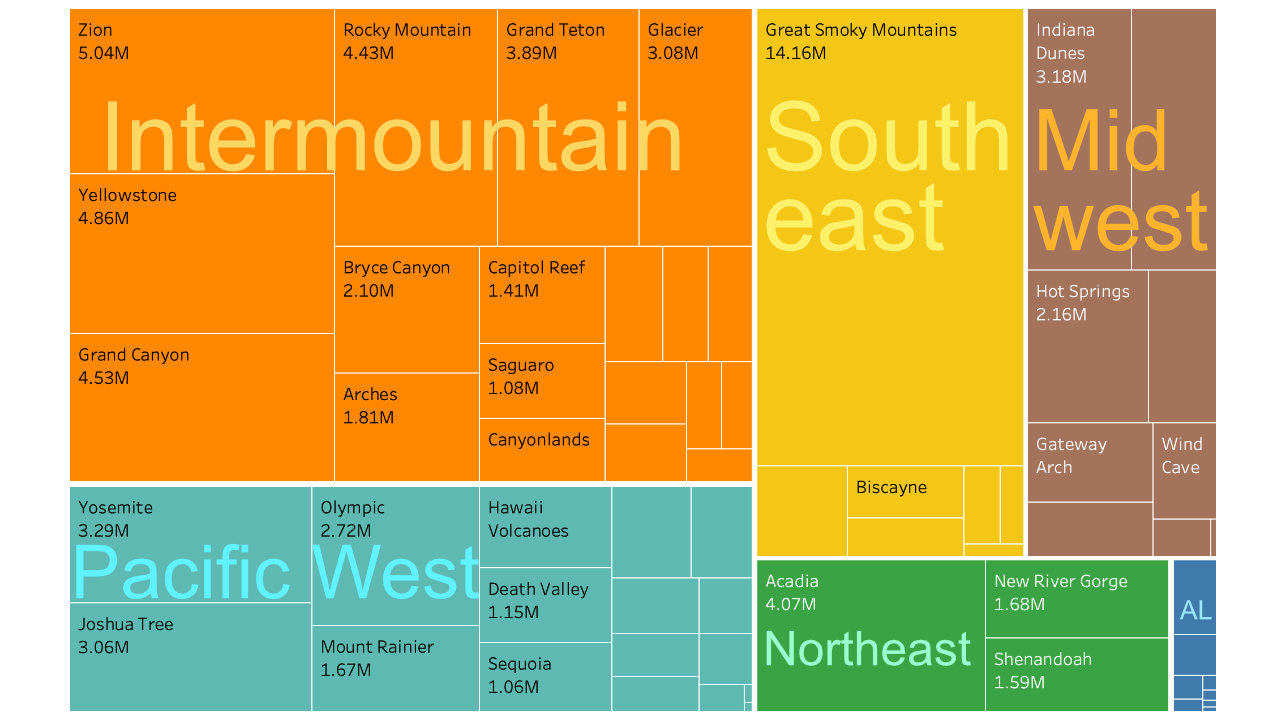 Zion
5.04M
Rocky Mountain
4.43M
Grand Teton
3.89M
Glacier
3.08M
Intermountain
Yellowstone
4.86M
Grand Canyon
4.53M
Bryce Canyon
2.10M
Arches
1.81M
Capitol Reef
1.41M
Saguaro
1.08M
Canyonlands
Great Smoky Mountains
14.16M
South
east
Biscayne
Indiana
Dunes
3.18M
Mid
west
Hot Springs
2.16M
Gateway
Arch
Wind
Cave
Yosemite
3.29M
Olympic
2.72M
Pacific West
Joshua Tree
3.06M
Mount Rainier
1.67M
Hawaii
Volcanoes
Death Valley
1.15M
Sequoia
1.06M
Acadia
4.07M
Northeast
New River Gorge
1.68M
Shenandoah
1.59M
AL